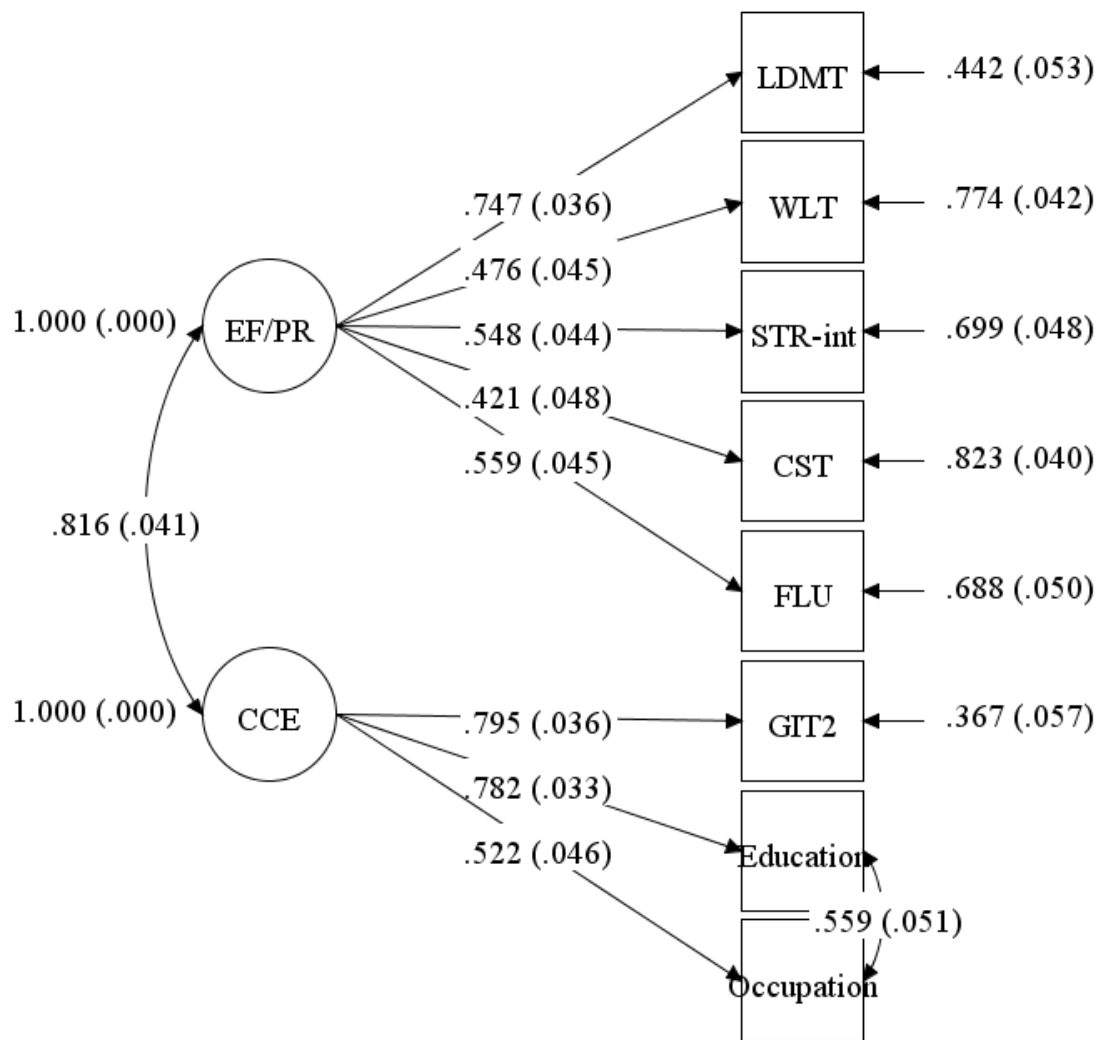 LDMT
.442 (.053)
WLT
.774 (.042)
.747 (.036)
.476 (.045)
1.000 (.000)
EF/PR
.548 (.044)
STR-int
.699 (.048)
.421 (.048)
.559 (.045)
CST
.823 (.040)
.816 (.041)
FLU
.688 (.050)
1.000 (.000)
CCE
.795 (.036)
GIT2
.367 (.057)
.782 (.033)
.522 (.046)
Education
.559 (.051)
Occupation